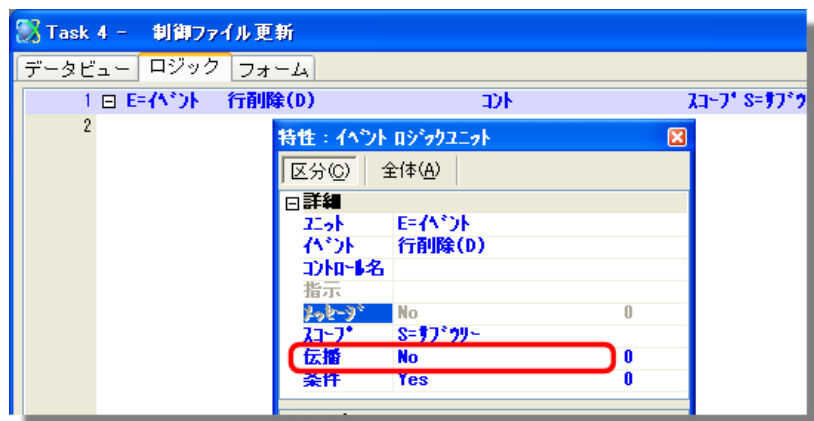 Task 4 - 制御ファイル更新
データビュー ロジック フォーム
1 E=ｲﾍﾞﾝﾄ 行削除(D) ｺﾝﾄ ｽｺｰﾌﾟ S=ｻﾌﾞﾂ
2
特性：ｲﾍﾞﾝﾄ ﾛｼﾞｯｸﾕﾆｯﾄ
区分(C) 全体(A)
詳細
ﾕﾆｯﾄ E=ｲﾍﾞﾝﾄ
ｲﾍﾞﾝﾄ 行削除(D)
ｺﾝﾄﾛｰﾙ名
指示
ﾒｯｾｰｼﾞ No 0
ｽｺｰﾌﾟ S=ｻﾌﾞﾂﾘｰ
伝播 No 0
条件 Yes 0